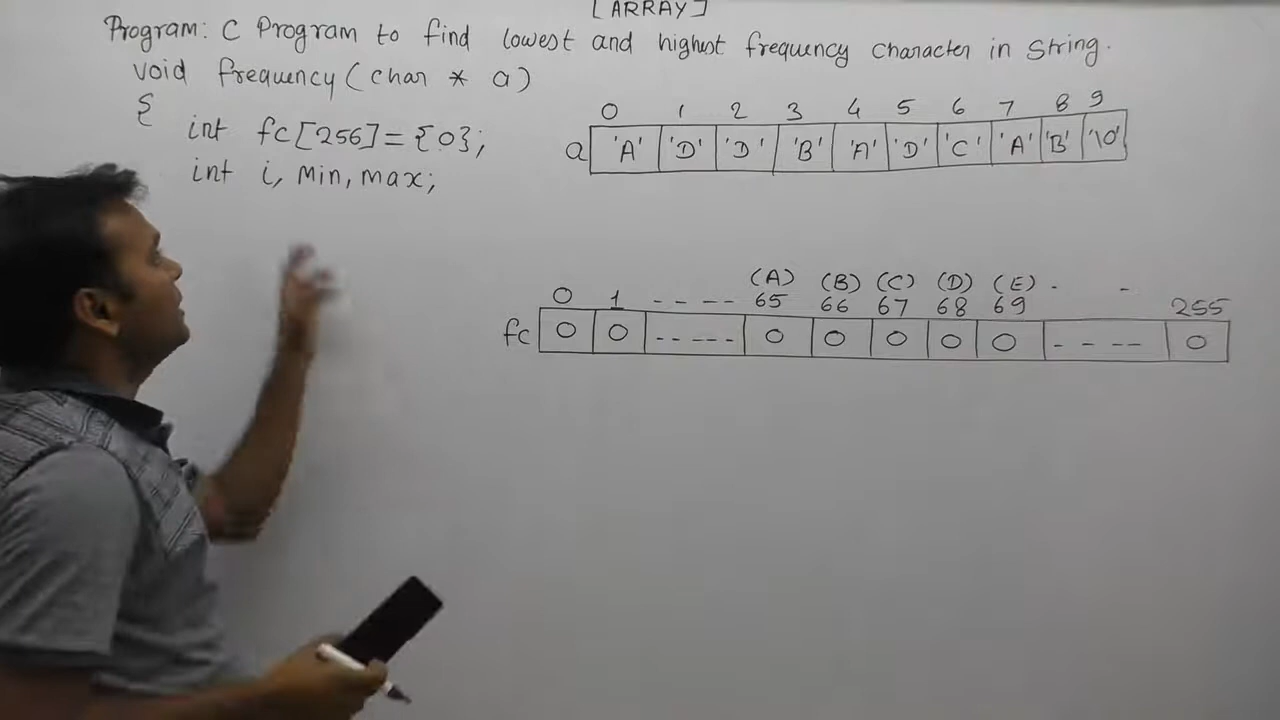 [ARRAY]
Program: C Program to find lowest and highest frequency character in string.
void frequency(char * a)
{
int fc[256]={0};
int i, min, max;
0 1 2 3 4 5 6 7 8 9
a 'A' 'D' 'D' 'B' 'A' 'D' 'C' 'A' 'B' '\0'
(A) (B) (C) (D) (E) . -
0 1 ---- 65 66 67 68 69 255
fc 0 0 ----- 0 0 0 0 0 ---- 0